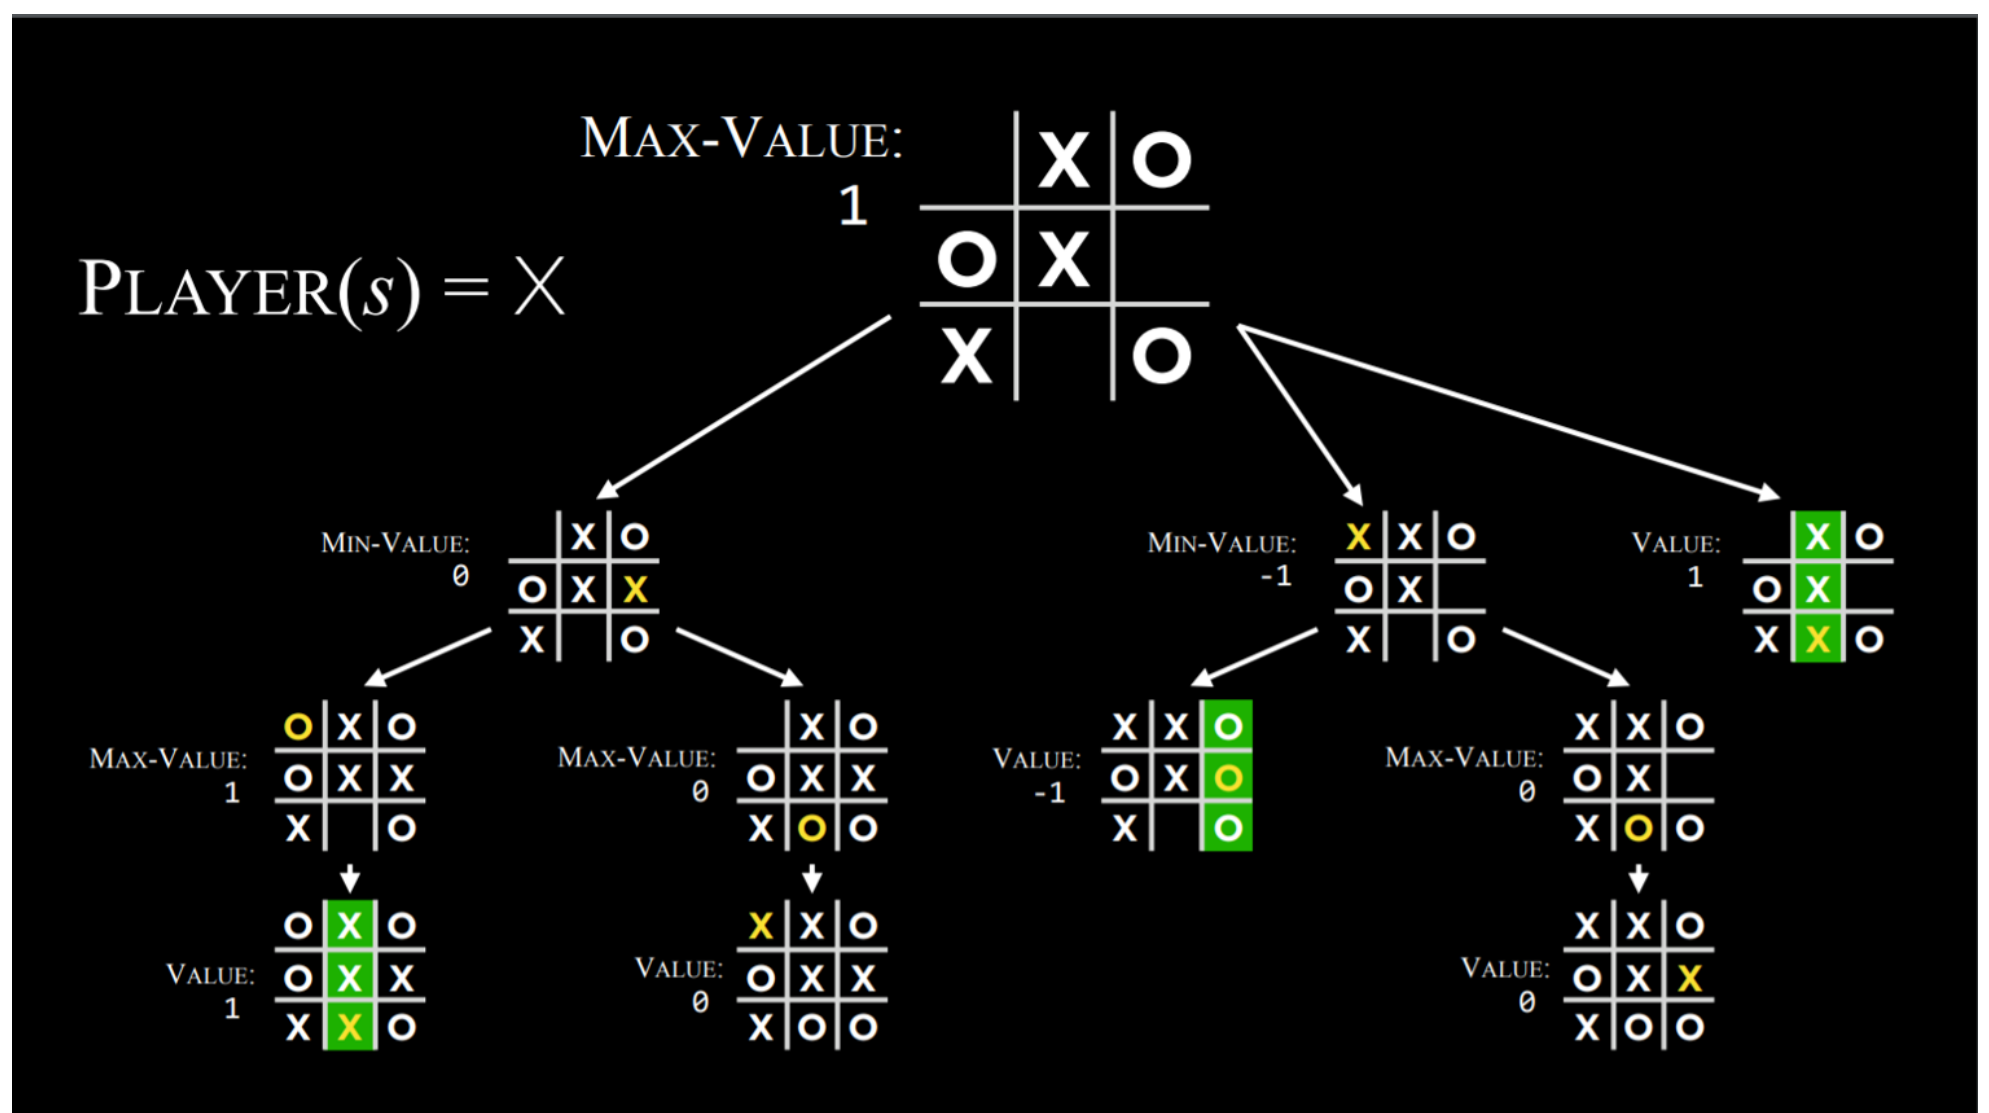 MAX-VALUE:
1
X O
O X
X O
PLAYER(s) = X
MIN-VALUE:
0
X O
O X X
X O
MIN-VALUE:
-1
X X O
O X
X O
VALUE:
1
X O
O X
X X O
MAX-VALUE:
1
O X O
O X X
X O
MAX-VALUE:
0
X O
O X X
X O O
VALUE:
-1
X X O
O X O
X O
MAX-VALUE:
0
X X O
O X
X O O
VALUE:
1
O X O
O X X
X X O
VALUE:
0
X X O
O X X
X O O
VALUE:
0
X X O
O X X
X O O